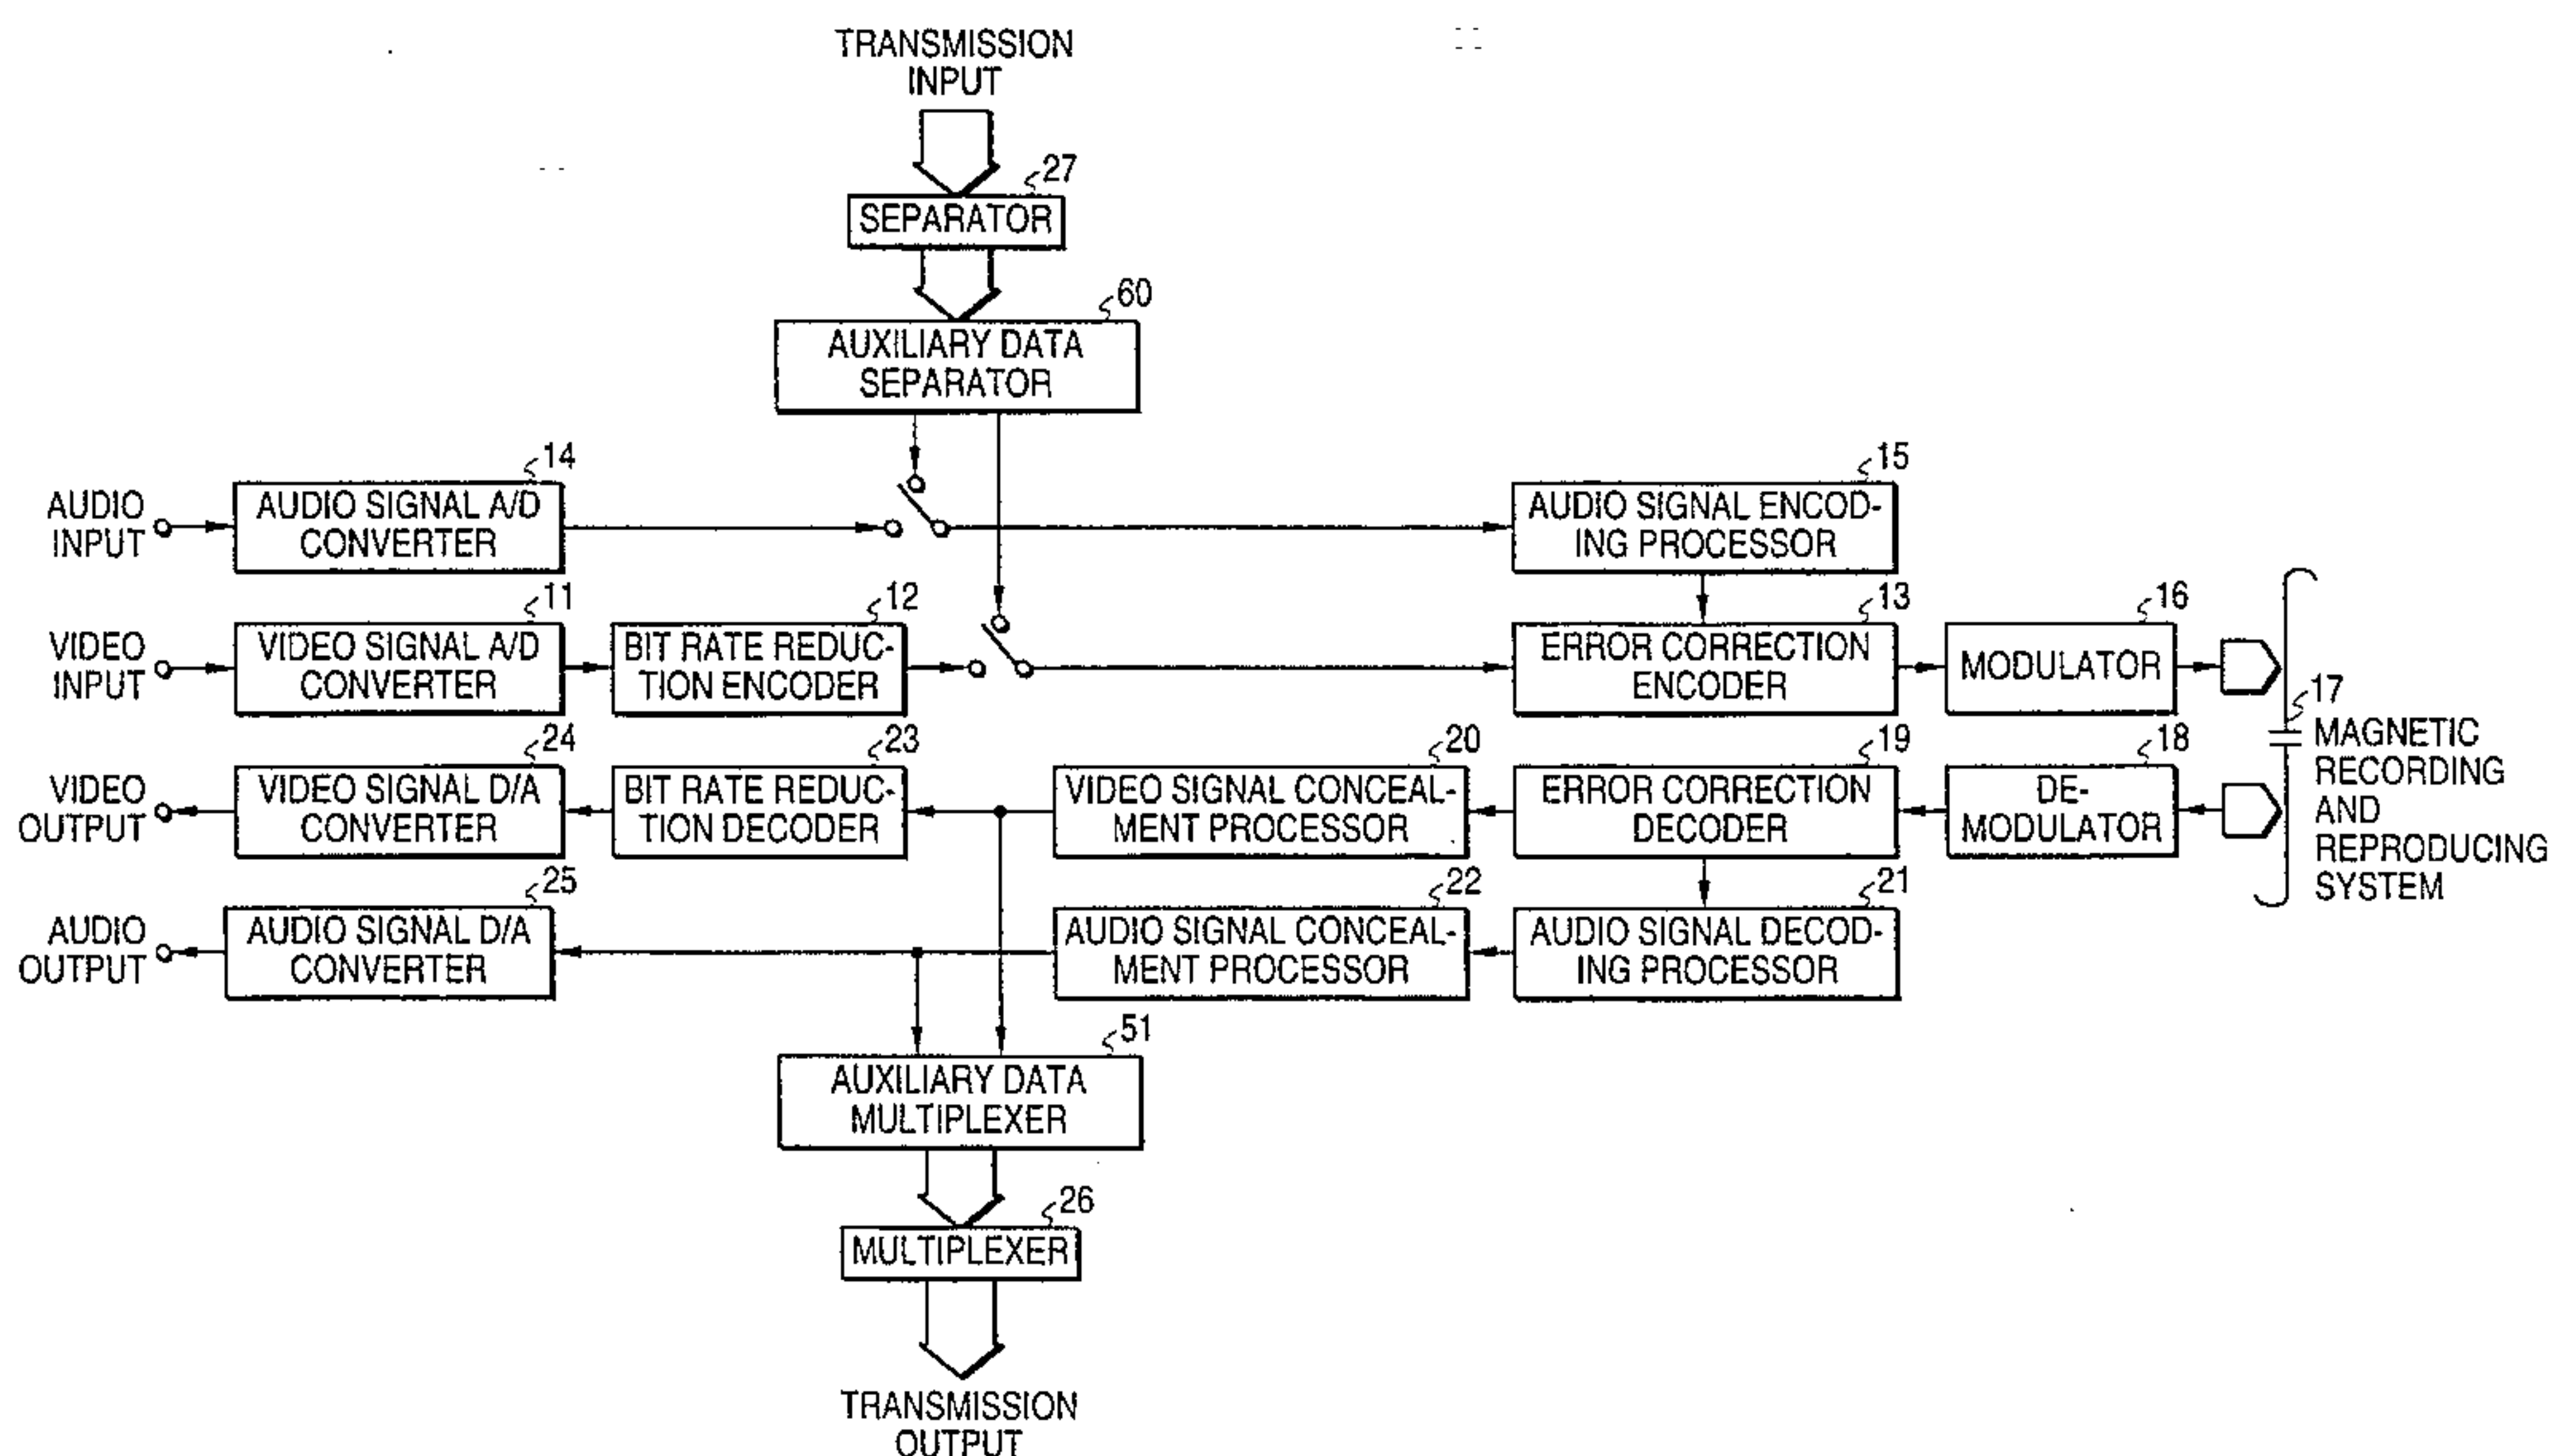 TRANSMISSION
INPUT
27
SEPARATOR
60
AUXILIARY DATA
SEPARATOR
14
15
AUDIO
INPUT
AUDIO SIGNAL A/D
CONVERTER
AUDIO SIGNAL ENCOD-
ING PROCESSOR
11
12
13
16
VIDEO
INPUT
VIDEO SIGNAL A/D
CONVERTER
BIT RATE REDUC-
TION ENCODER
ERROR CORRECTION
ENCODER
MODULATOR
17
MAGNETIC
RECORDING
AND
REPRODUCING
SYSTEM
24
23
20
19
18
VIDEO
OUTPUT
VIDEO SIGNAL D/A
CONVERTER
BIT RATE REDUC-
TION DECODER
VIDEO SIGNAL CONCEAL-
MENT PROCESSOR
ERROR CORRECTION
DECODER
DE-
MODULATOR
25
22
21
AUDIO
OUTPUT
AUDIO SIGNAL D/A
CONVERTER
AUDIO SIGNAL CONCEAL-
MENT PROCESSOR
AUDIO SIGNAL DECOD-
ING PROCESSOR
51
AUXILIARY DATA
MULTIPLEXER
26
MULTIPLEXER
TRANSMISSION
OUTPUT